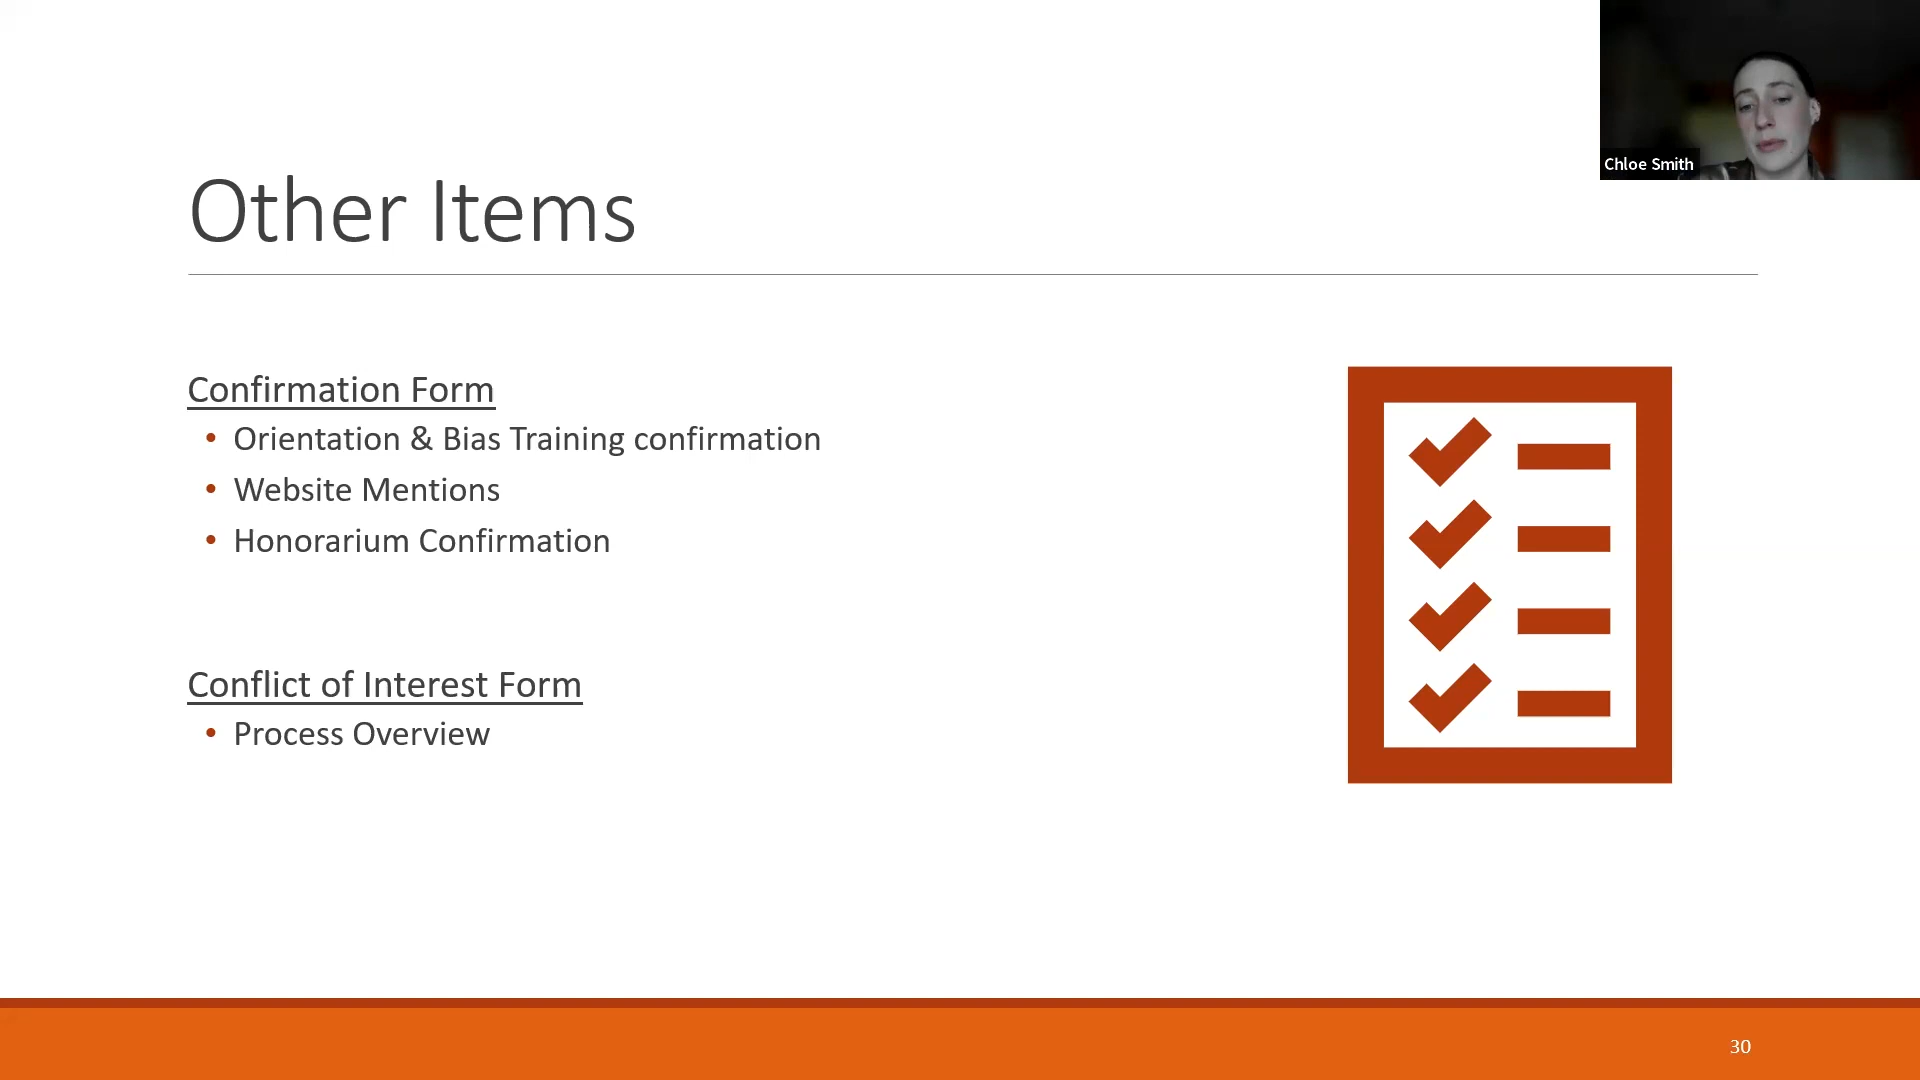 Chloe Smith
Other Items
Confirmation Form
• Orientation & Bias Training confirmation
• Website Mentions
• Honorarium Confirmation
Conflict of Interest Form
• Process Overview
30